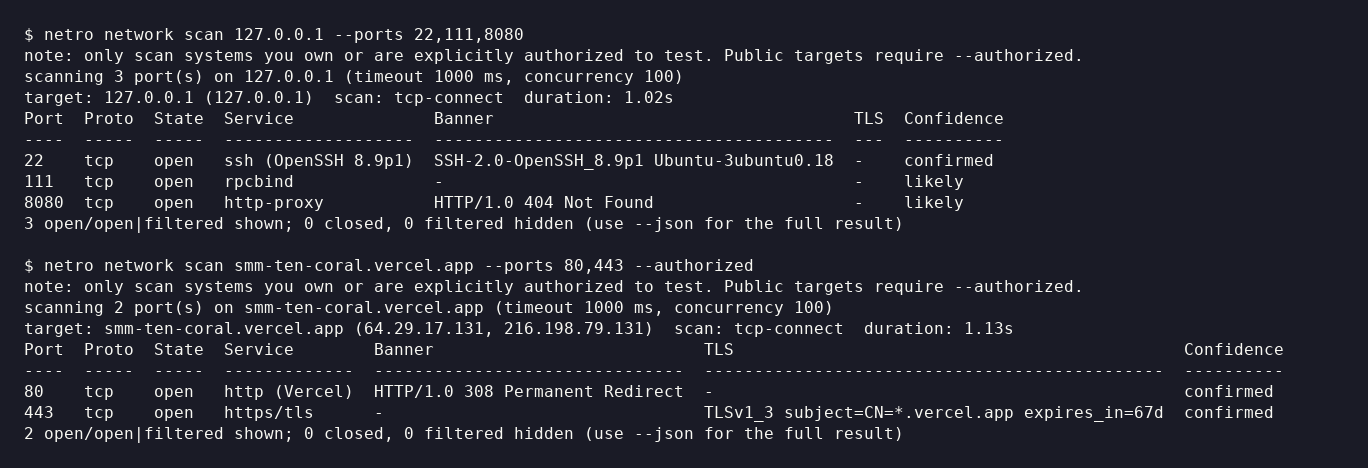 $ netro network scan 127.0.0.1 --ports 22,111,8080
note: only scan systems you own or are explicitly authorized to test. Public targets require --authorized.
scanning 3 port(s) on 127.0.0.1 (timeout 1000 ms, concurrency 100)
target: 127.0.0.1 (127.0.0.1)  scan: tcp-connect  duration: 1.02s
Port  Proto  State  Service             Banner                                    TLS  Confidence
----  -----  -----  ------------------  ----------------------------------------  ---  ----------
22    tcp    open   ssh (OpenSSH 8.9p1)  SSH-2.0-OpenSSH_8.9p1 Ubuntu-3ubuntu0.18  -    confirmed
111   tcp    open   rpcbind             -                                         -    likely
8080  tcp    open   http-proxy          HTTP/1.0 404 Not Found                    -    likely
3 open/open|filtered shown; 0 closed, 0 filtered hidden (use --json for the full result)

$ netro network scan smm-ten-coral.vercel.app --ports 80,443 --authorized
note: only scan systems you own or are explicitly authorized to test. Public targets require --authorized.
scanning 2 port(s) on smm-ten-coral.vercel.app (timeout 1000 ms, concurrency 100)
target: smm-ten-coral.vercel.app (64.29.17.131, 216.198.79.131)  scan: tcp-connect  duration: 1.13s
Port  Proto  State  Service        Banner                           TLS                                             Confidence
----  -----  -----  -------------  -------------------------------  ----------------------------------------------  ----------
80    tcp    open   http (Vercel)  HTTP/1.0 308 Permanent Redirect  -                                               confirmed
443   tcp    open   https/tls      -                                TLSv1_3 subject=CN=*.vercel.app expires_in=67d  confirmed
2 open/open|filtered shown; 0 closed, 0 filtered hidden (use --json for the full result)